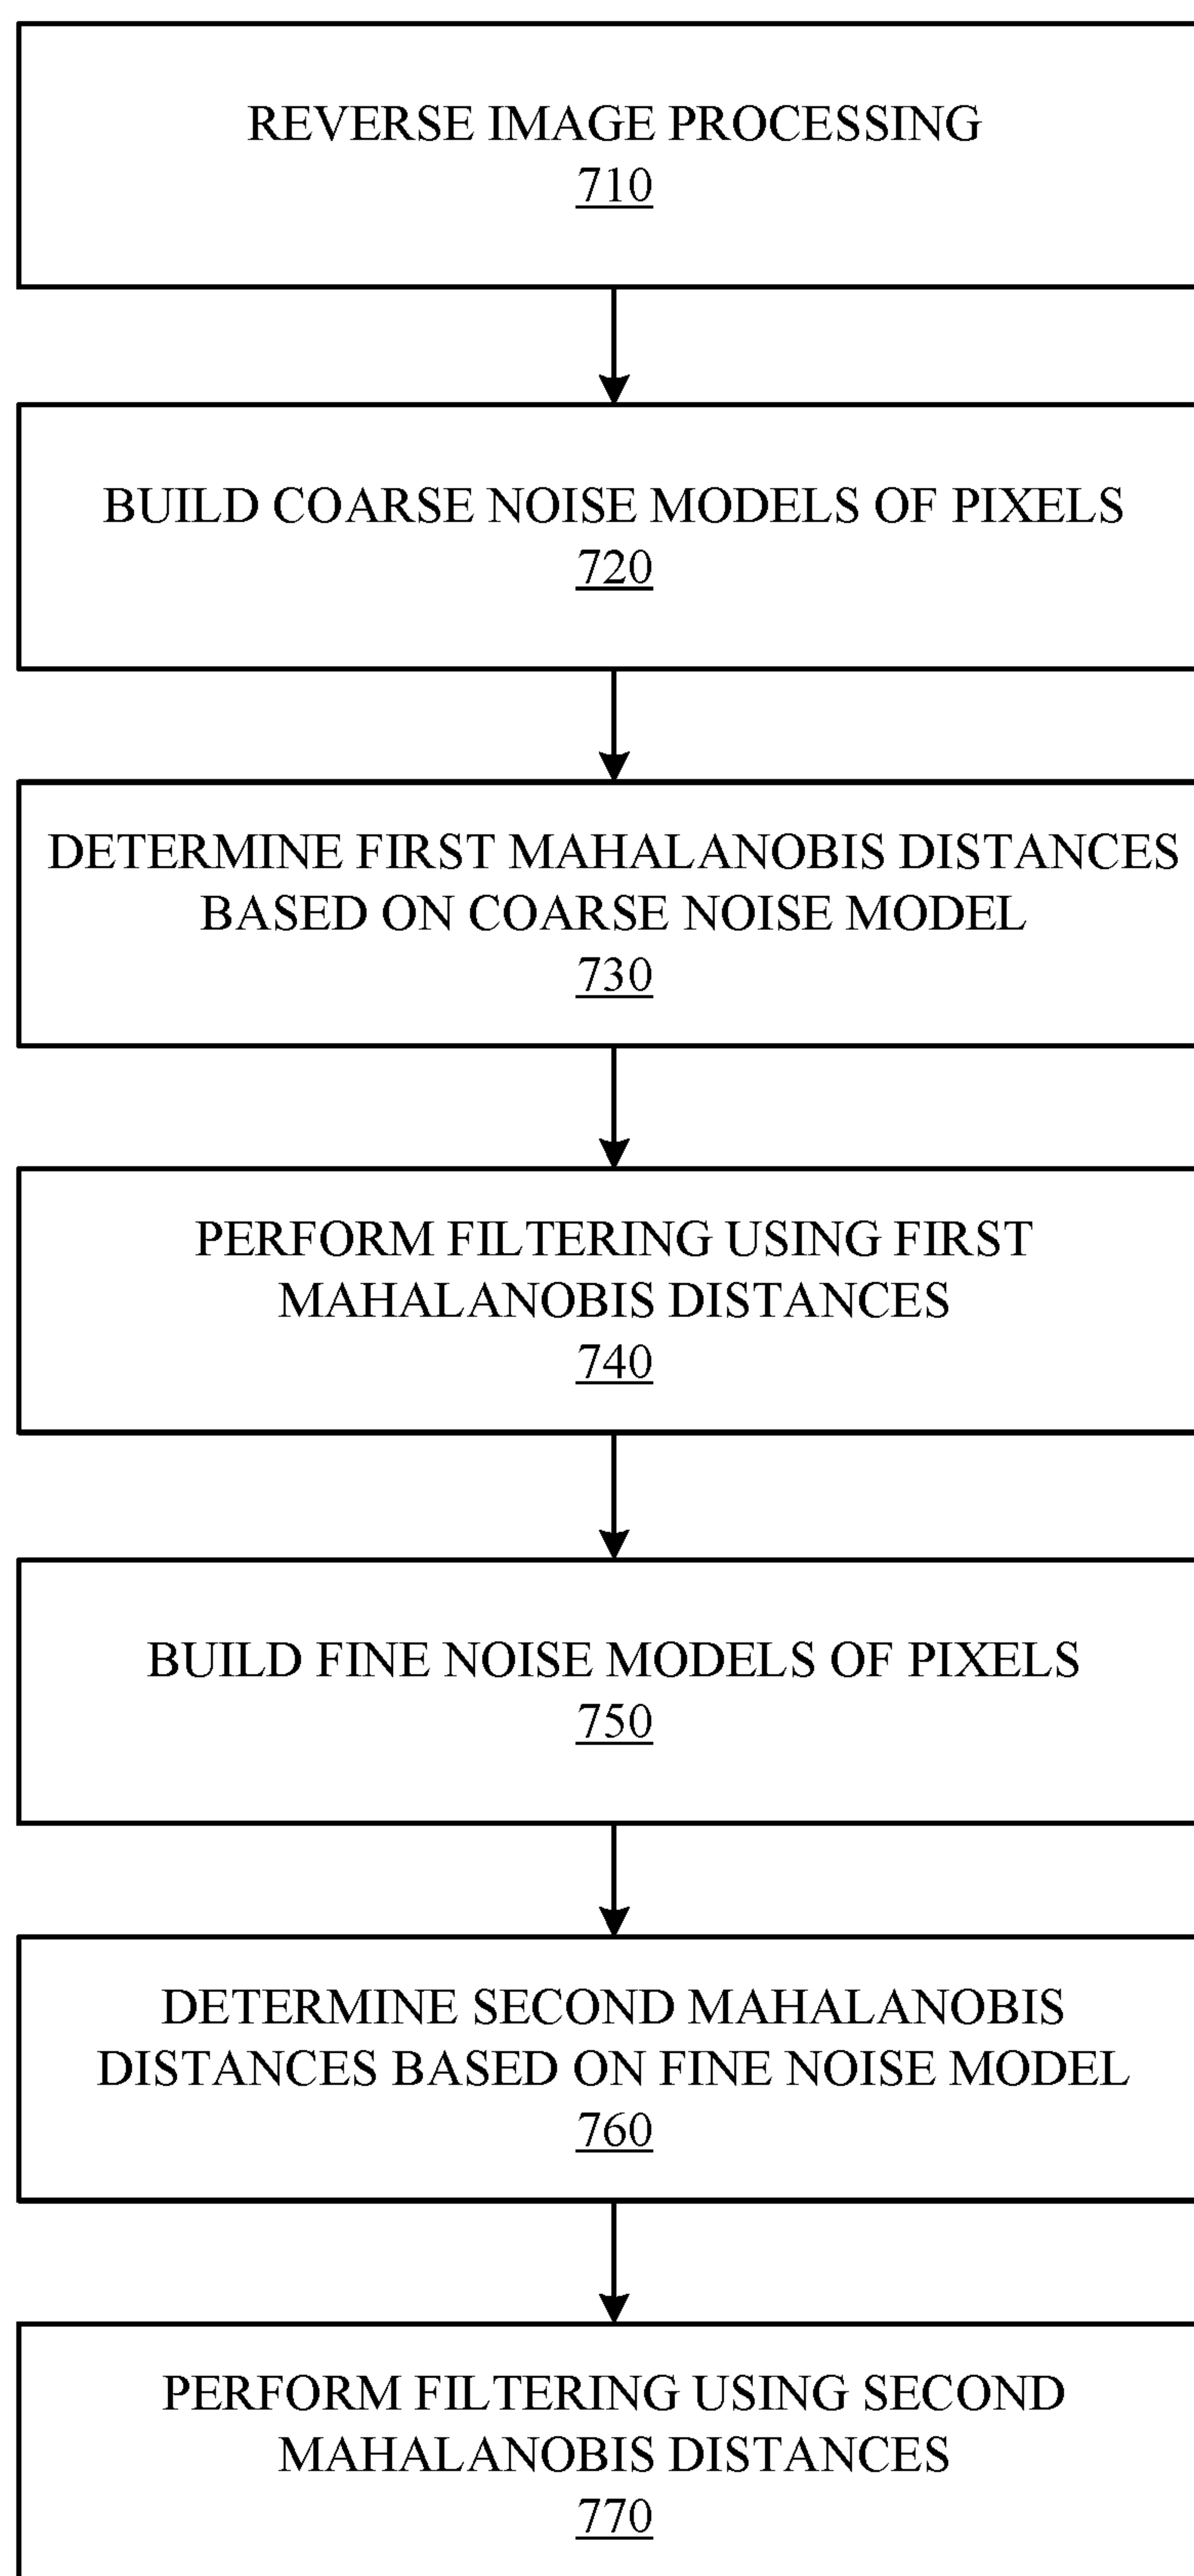 REVERSE IMAGE PROCESSING
710
BUILD COARSE NOISE MODELS OF PIXELS
720
DETERMINE FIRST MAHALANOBIS DISTANCES
BASED ON COARSE NOISE MODEL
730
PERFORM FILTERING USING FIRST
MAHALANOBIS DISTANCES
740
BUILD FINE NOISE MODELS OF PIXELS
750
DETERMINE SECOND MAHALANOBIS
DISTANCES BASED ON FINE NOISE MODEL
760
PERFORM FILTERING USING SECOND
MAHALANOBIS DISTANCES
770